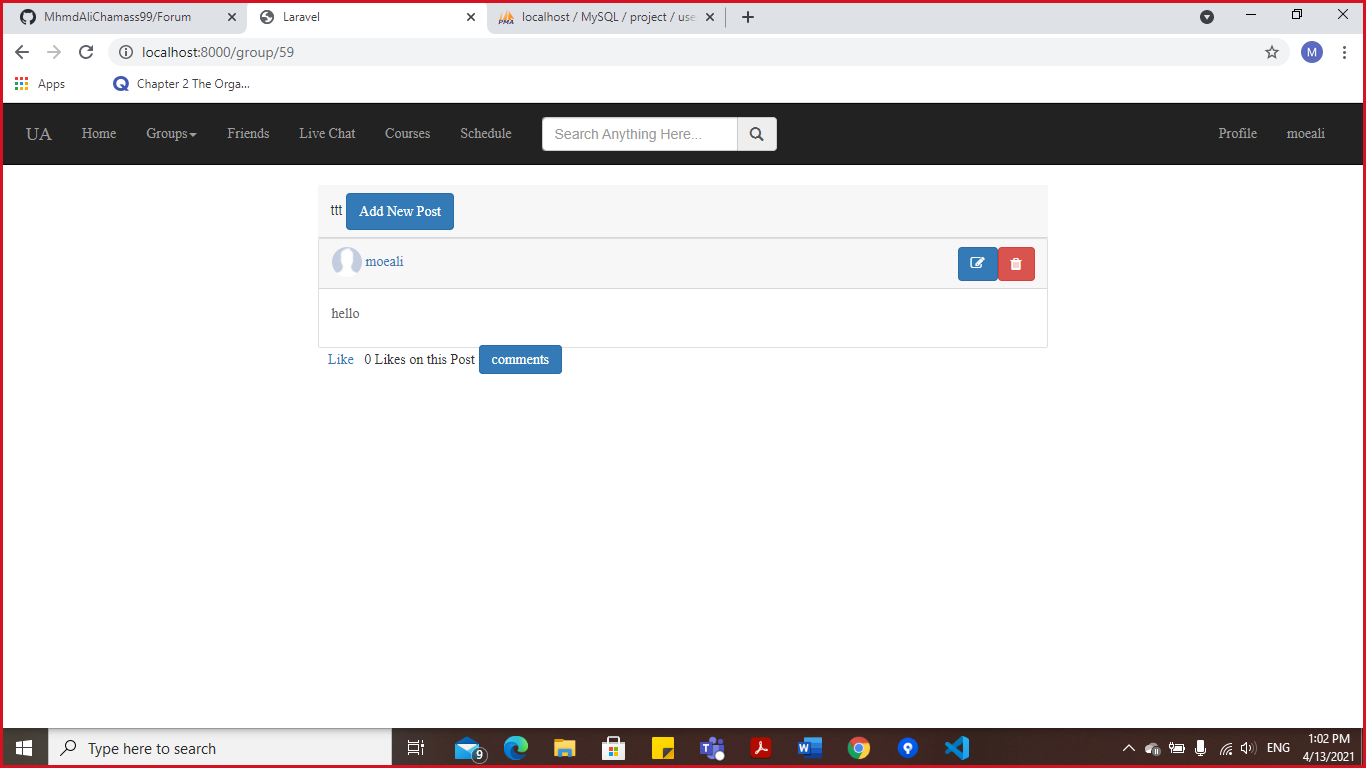 MhmdAliChamass99/Forum
Laravel
localhost / MySQL / project / use
localhost:8000/group/59
M
Apps
Chapter 2 The Orga...
UA Home Groups Friends Live Chat Courses Schedule Search Anything Here... Profile moeali
ttt Add New Post
moeali
hello
Like 0 Likes on this Post comments
Type here to search
9
ENG
1:02 PM
4/13/2021